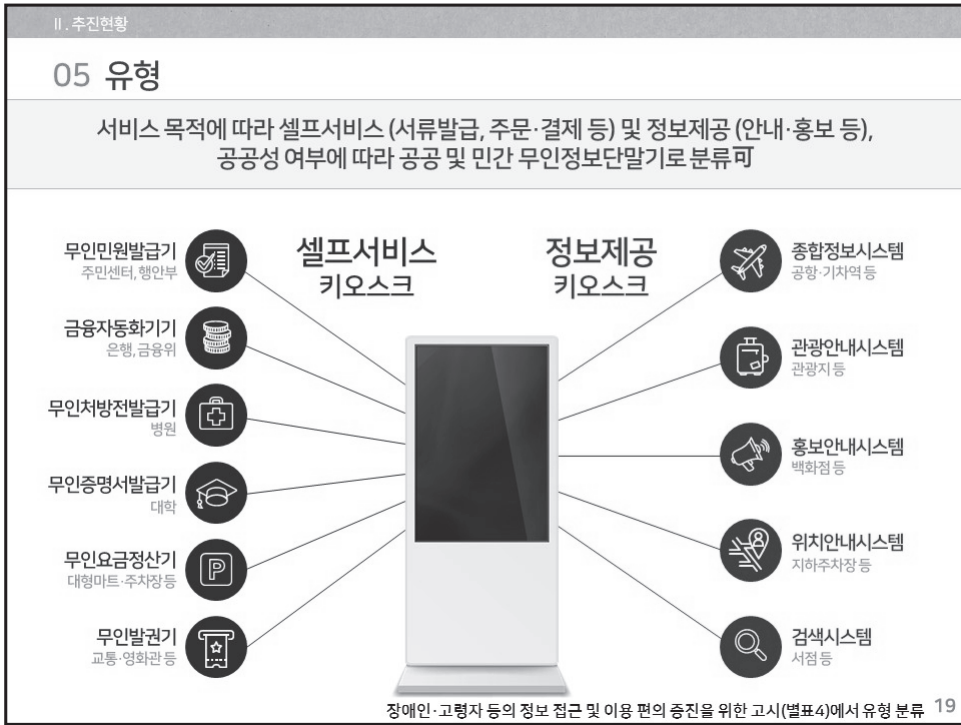 Ⅱ. 추진현황
05 유형
서비스 목적에 따라 셀프서비스 (서류발급, 주문·결제 등) 및 정보제공 (안내·홍보 등),
공공성 여부에 따라 공공 및 민간 무인정보단말기로 분류可
셀프서비스
키오스크
무인민원발급기
주민센터, 행안부
금융자동화기기
은행, 금융위
무인처방전발급기
병원
무인증명서발급기
대학
무인요금정산기
대형마트·주차장 등
P
무인발권기
교통·영화관 등
정보제공
키오스크
종합정보시스템
공항·기차역 등
관광안내시스템
관광지 등
홍보안내시스템
백화점 등
위치안내시스템
지하주차장 등
검색시스템
서점 등
장애인·고령자 등의 정보 접근 및 이용 편의 증진을 위한 고시(별표4)에서 유형 분류
19